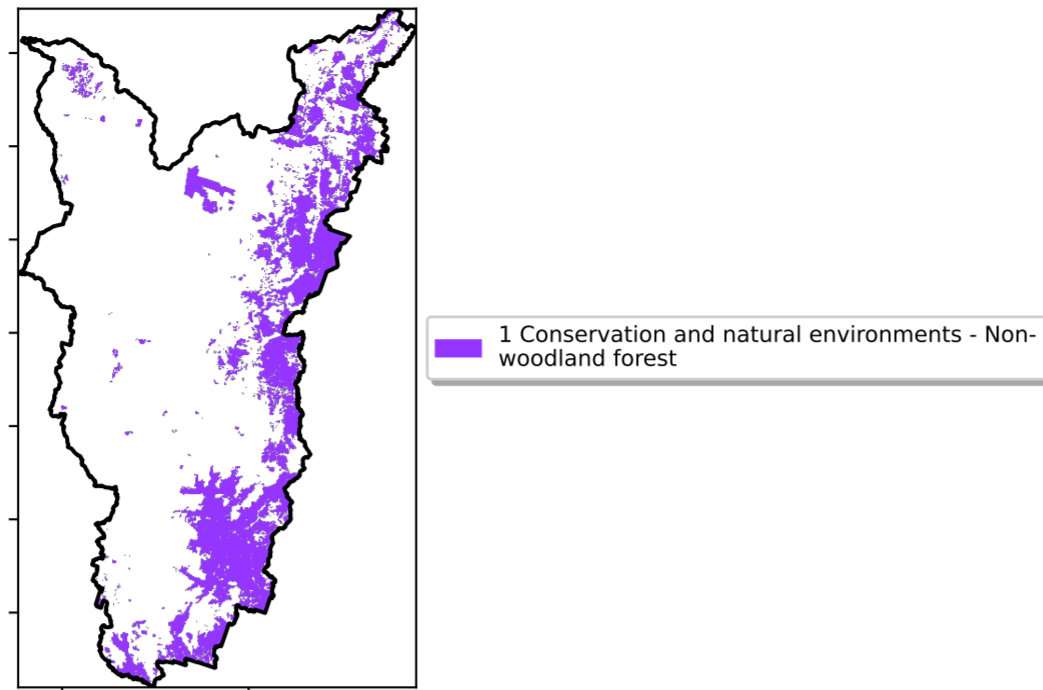 1 Conservation and natural environments - Non-
woodland forest